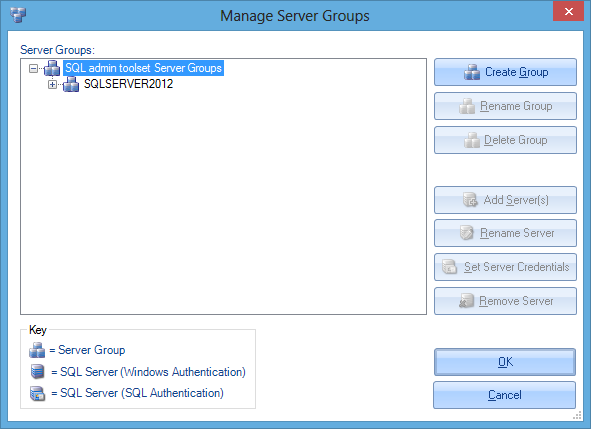 Manage Server Groups
Server Groups:
SQL admin toolset Server Groups
SQLSERVER2012
Create Group
Rename Group
Delete Group
Add Server(s)
Rename Server
Set Server Credentials
Remove Server
Key
= Server Group
= SQL Server (Windows Authentication)
= SQL Server (SQL Authentication)
OK
Cancel